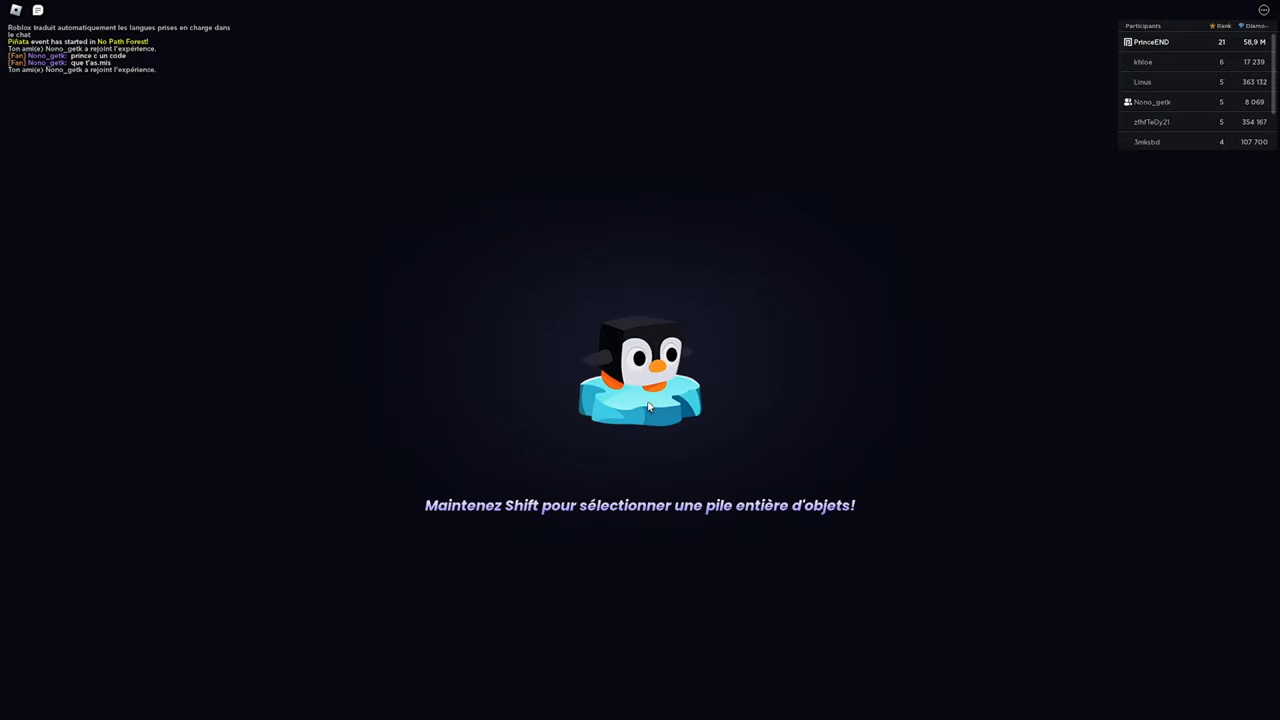 Roblox traduit automatiquement les langues prises en charge dans
le chat
Piñata event has started in No Path Forest!
Ton ami(e) Nono_getk a rejoint l'expérience.
[Fan] Nono_getk: prince c un code
[Fan] Nono_getk: que t'as.mis
Ton ami(e) Nono_getk a rejoint l'expérience.
Participants Rank Diamo...
PrinceEND 21 58,9 M
khloe 6 17 239
Linus 5 363 132
Nono_getk 5 8 069
zfhfTeDy21 5 354 167
3mksbd 4 107 700
Maintenez Shift pour sélectionner une pile entière d'objets!